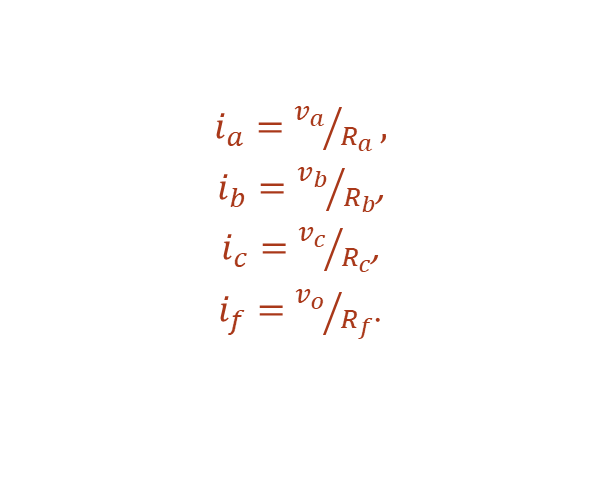 i_a = v_a/R_a ,
i_b = v_b/R_b,
i_c = v_c/R_c,
i_f = v_o/R_f.